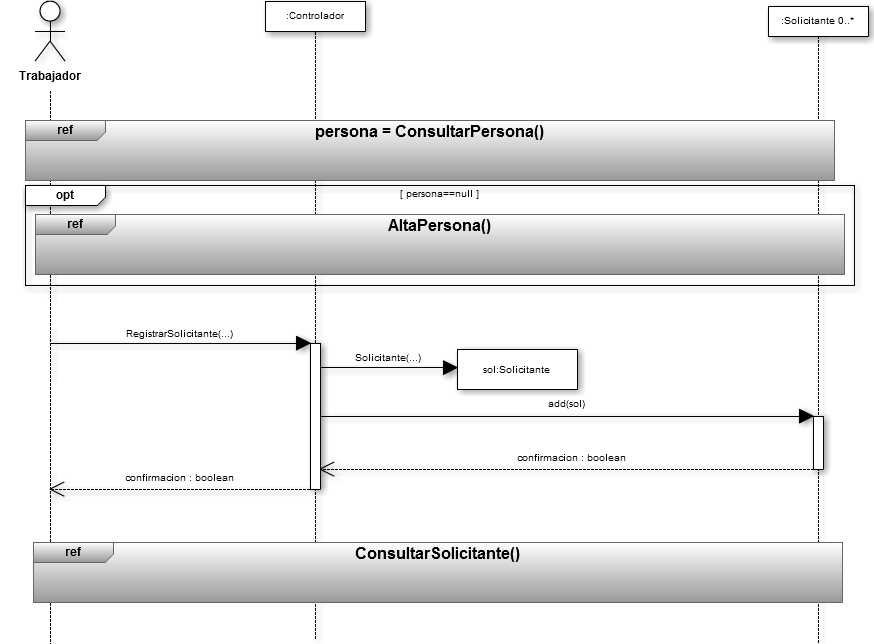 :Controlador
:Solicitante 0..*
Trabajador
ref
persona = ConsultarPersona()
opt
[ persona==null ]
ref
AltaPersona()
RegistrarSolicitante(...)
Solicitante(...)
sol:Solicitante
add(sol)
confirmacion : boolean
confirmacion : boolean
ref
ConsultarSolicitante()